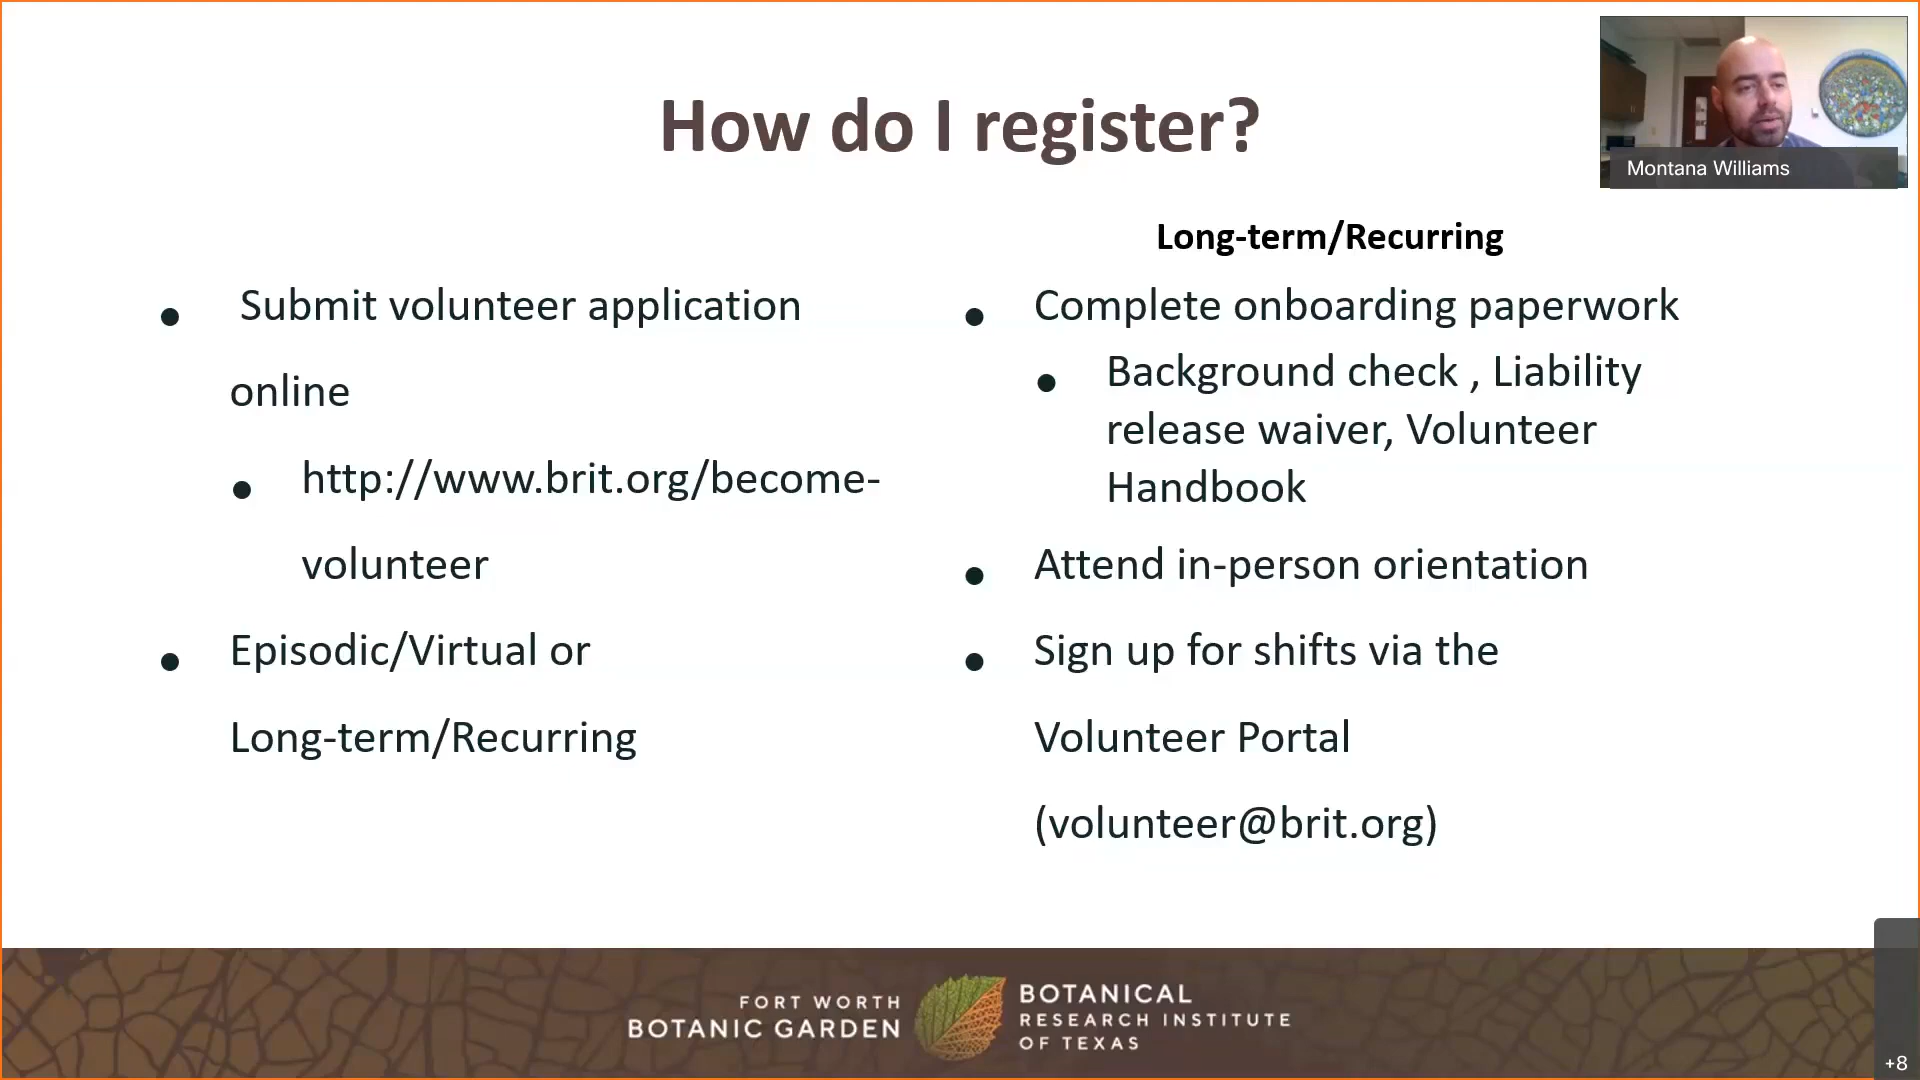 How do I register?
Montana Williams
Submit volunteer application
online
http://www.brit.org/become-
volunteer
Episodic/Virtual or
Long-term/Recurring
Long-term/Recurring
Complete onboarding paperwork
Background check , Liability
release waiver, Volunteer
Handbook
Attend in-person orientation
Sign up for shifts via the
Volunteer Portal
(volunteer@brit.org)
FORT WORTH
BOTANIC GARDEN
BOTANICAL
RESEARCH INSTITUTE
OF TEXAS
+8